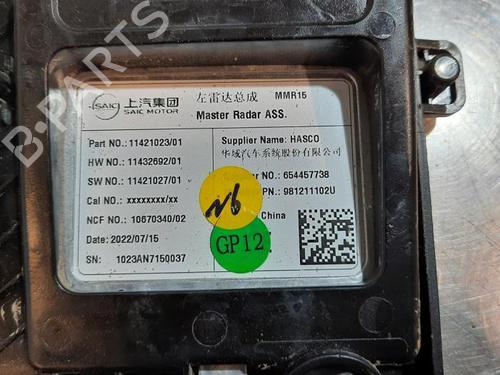 SAIC 上汽集团 左雷达总成 MMR15
SAIC MOTOR Master Radar ASS.
Part NO.: 11421023/01 Supplier Name: HASCO
HW NO.: 11432692/01 华域汽车系统股份有限公司
SW NO.: 11421027/01 No.: 654457738
Cal NO.: xxxxxxxx/xx PN.: 981211102U
NCF NO.: 10670340/02 China
Date: 2022/07/15
SN: 1023AN7150037
GP12
B-PARTS